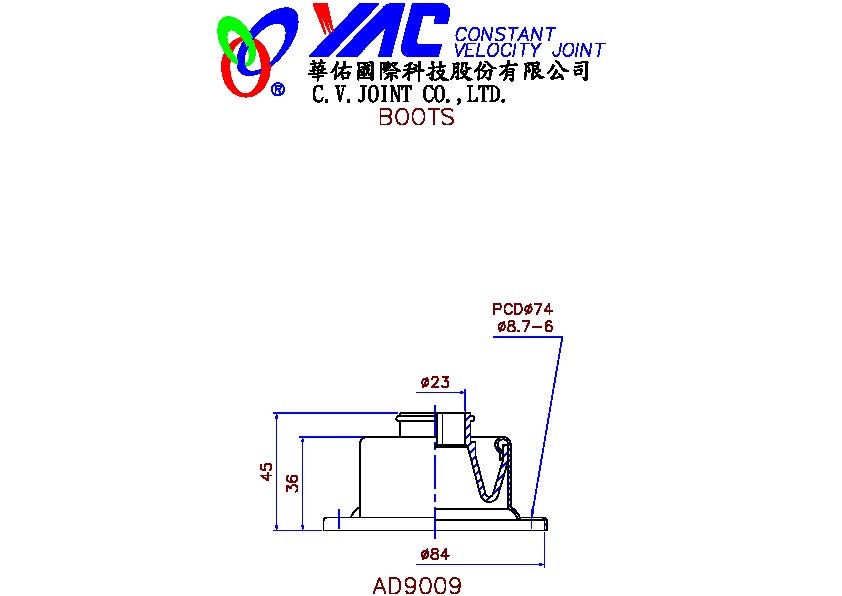 YAC CONSTANT
VELOCITY JOINT
®
華佑國際科技股份有限公司
C.V.JOINT CO.,LTD.
BOOTS
PCDø74
ø8.7-6
ø23
45
36
ø84
AD9009